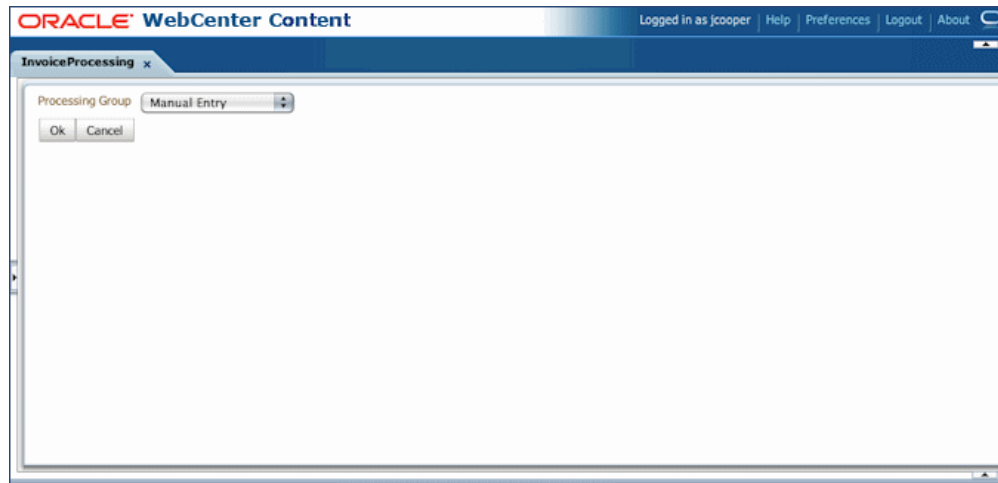 ORACLE WebCenter Content
Logged in as jcooper | Help | Preferences | Logout | About
InvoiceProcessing x
Processing Group Manual Entry
Ok Cancel